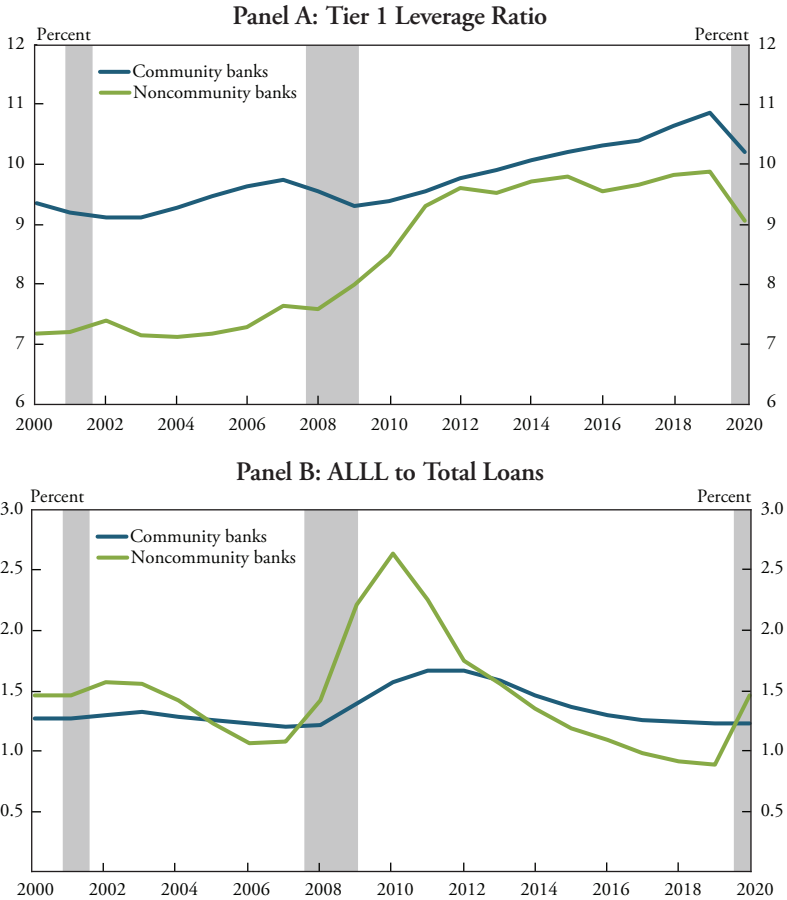 Panel A: Tier 1 Leverage Ratio
Percent Percent
12 12
Community banks
Noncommunity banks
11 11
10 10
9 9
8 8
7 7
6 6
2000 2002 2004 2006 2008 2010 2012 2014 2016 2018 2020
Panel B: ALLL to Total Loans
Percent Percent
3.0 3.0
Community banks
Noncommunity banks
2.5 2.5
2.0 2.0
1.5 1.5
1.0 1.0
0.5 0.5
2000 2002 2004 2006 2008 2010 2012 2014 2016 2018 2020